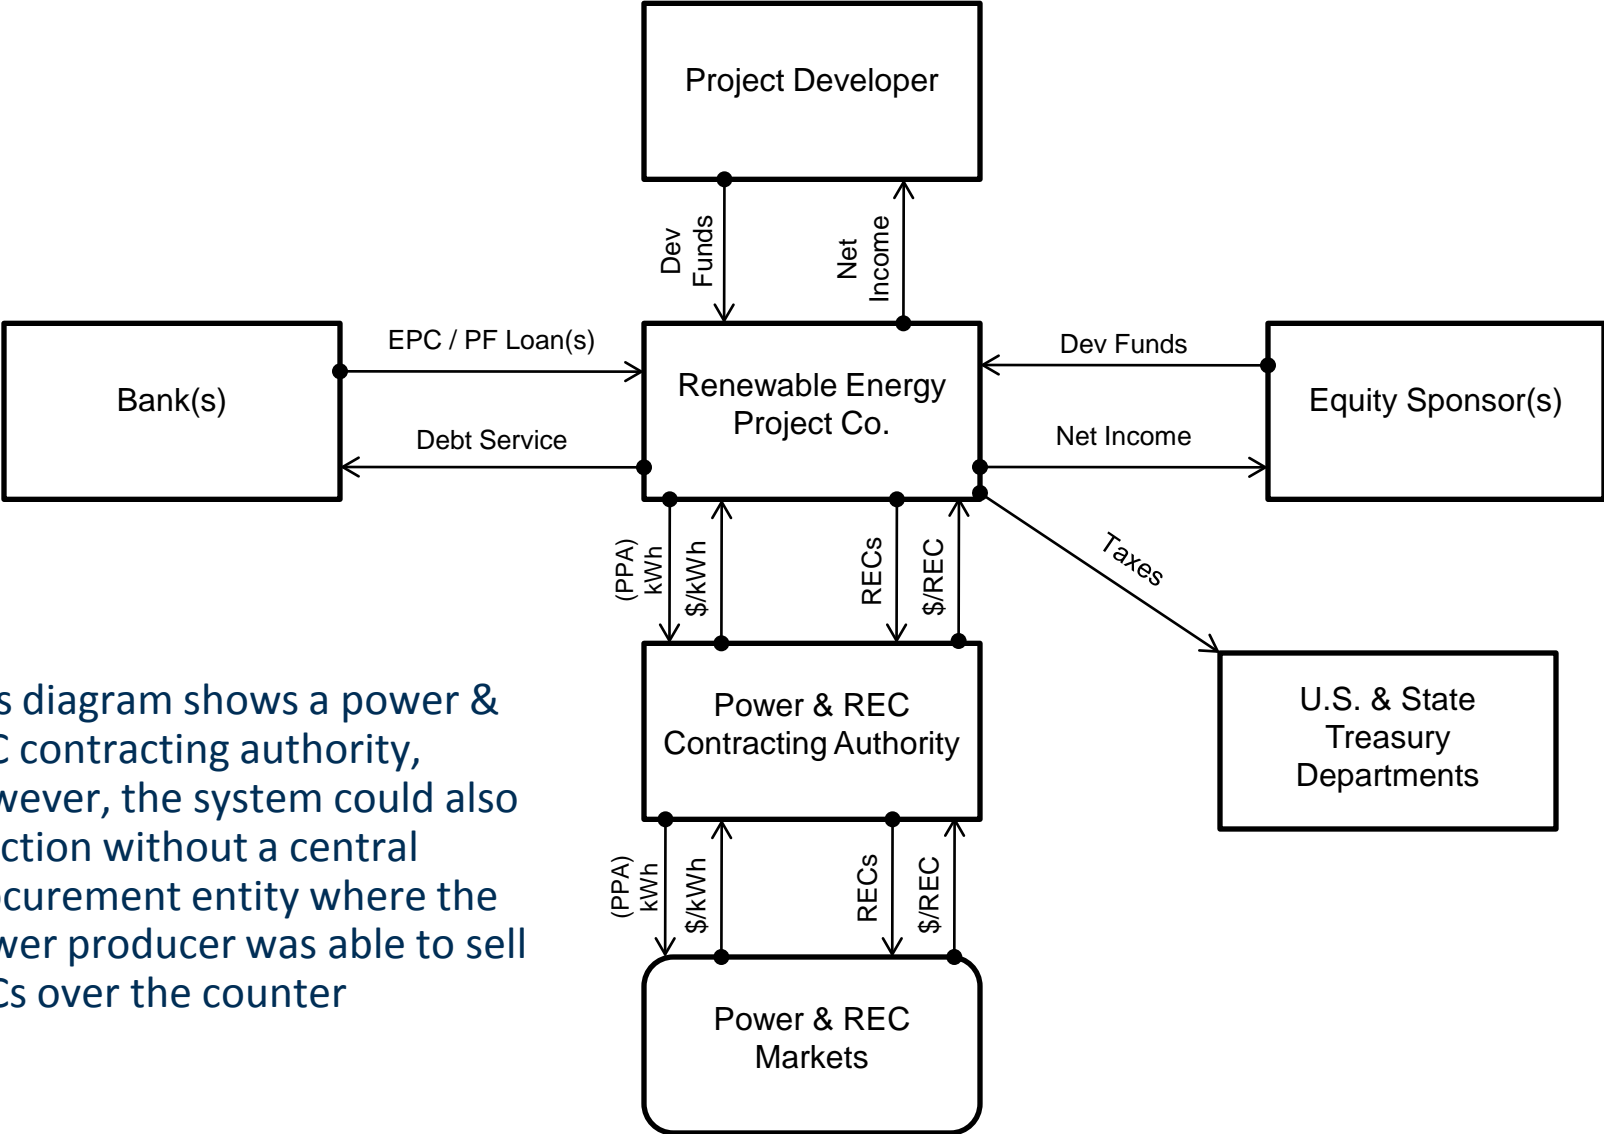 Project Developer
Dev
Funds
Net
Income
Bank(s)
EPC / PF Loan(s)
Debt Service
Renewable Energy
Project Co.
Dev Funds
Net Income
Equity Sponsor(s)
Taxes
(PPA)
kWh
$/kWh
RECs
$/REC
Power & REC
Contracting Authority
U.S. & State
Treasury
Departments
s diagram shows a power &
C contracting authority,
wever, the system could also
ction without a central
ocurement entity where the
wer producer was able to sell
Cs over the counter
(PPA)
kWh
$/kWh
RECs
$/REC
Power & REC
Markets